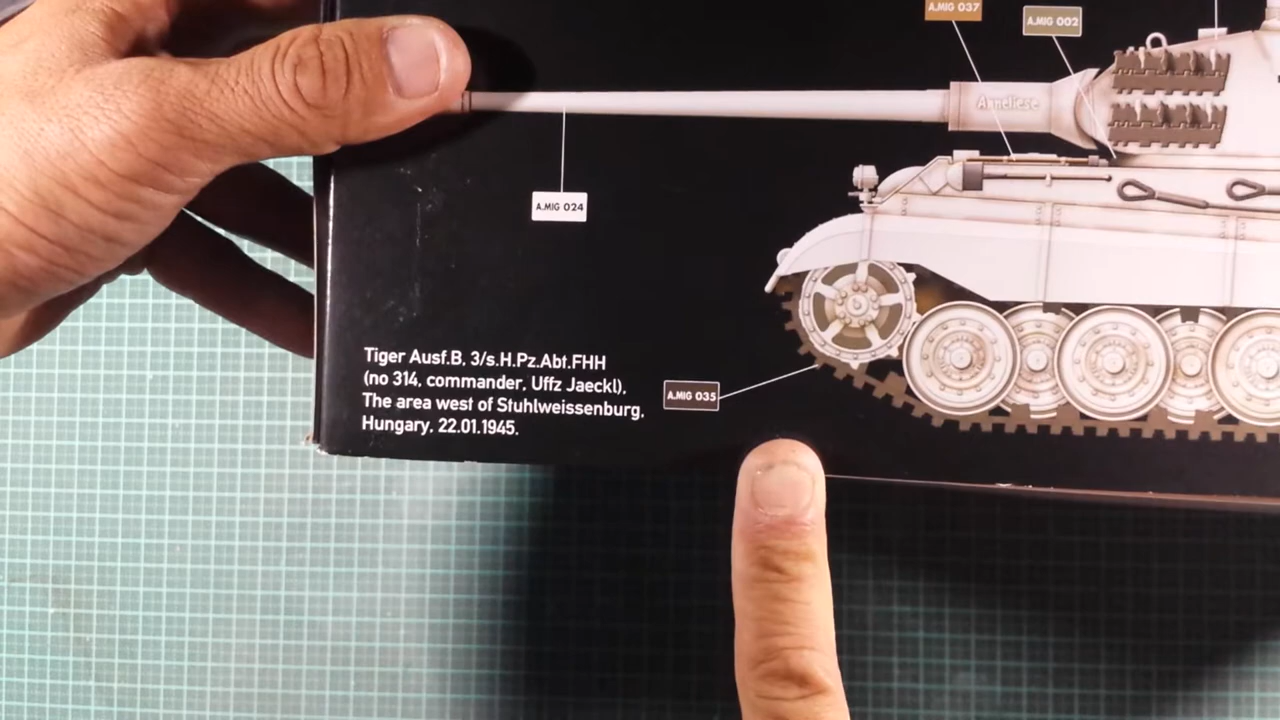 A.MIG 037
A.MIG 002
Anneliese
A.MIG 024
A.MIG 035
Tiger Ausf.B, 3/s.H.Pz.Abt.FHH
(no 314, commander, Uffz Jaeckl),
The area west of Stuhlweissenburg,
Hungary, 22.01.1945.